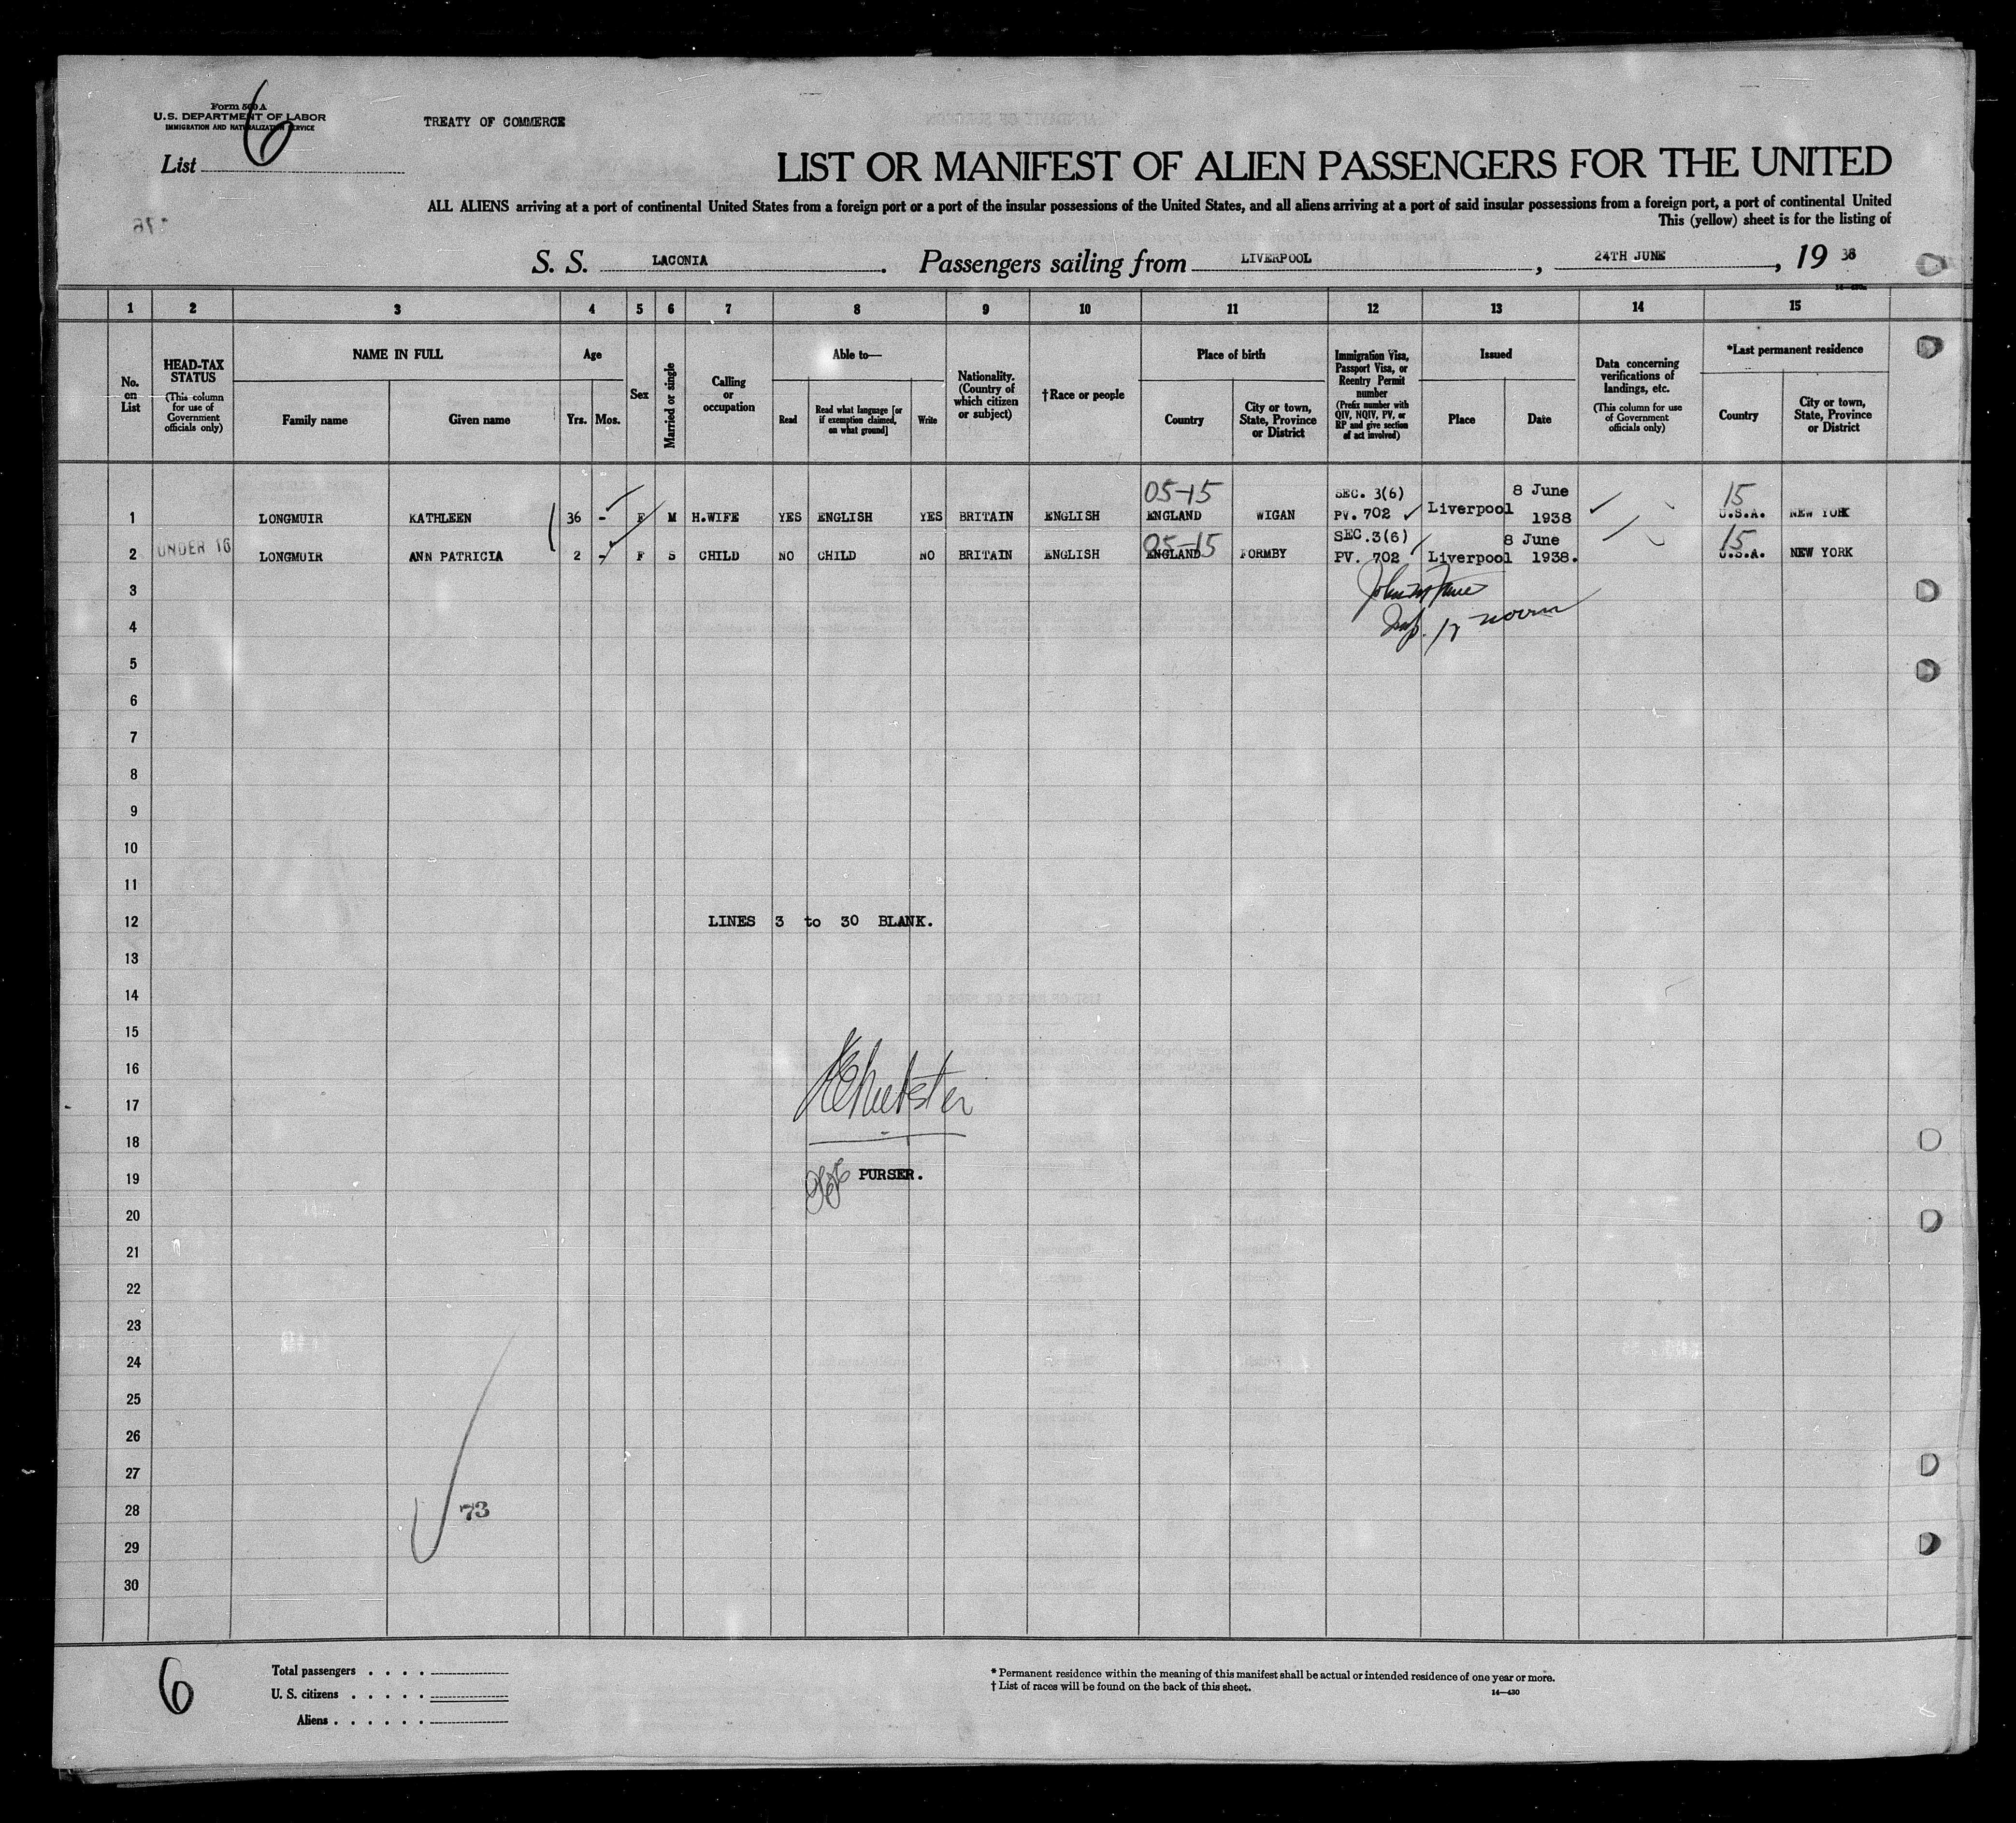 Form 500 A
U.S. DEPARTMENT OF LABOR
IMMIGRATION AND NATURALIZATION SERVICE
TREATY OF COMMERCE
List 6
LIST OR MANIFEST OF ALIEN PASSENGERS FOR THE UNITED
ALL ALIENS arriving at a port of continental United States from a foreign port or a port of the insular possessions of the United States, and all aliens arriving at a port of said insular possessions from a foreign port, a port of continental United
This (yellow) sheet is for the listing of
S. S. LACONIA. Passengers sailing from LIVERPOOL, 24TH JUNE, 19 38
1 2 3 4 5 6 7 8 9 10 11 12 13 14 15
No. on List
HEAD-TAX STATUS (This column for use of Government officials only)
NAME IN FULL
Family name Given name
Age
Yrs. Mos.
Sex
Married or single
Calling or occupation
Able to—
Read Read what language [or if exemption claimed, on what ground] Write
Nationality. (Country of which citizen or subject)
†Race or people
Place of birth
Country City or town, State, Province or District
Immigration Visa, Passport Visa, or Reentry Permit number (Prefix number with QIV, NQIV, PV, or RP and give section of act involved)
Issued
Place Date
Data concerning verifications of landings, etc. (This column for use of Government officials only)
*Last permanent residence
Country City or town, State, Province or District
05-15 SEC. 3(6) 8 June 15
1 LONGMUIR KATHLEEN 36 - F M H.WIFE YES ENGLISH YES BRITAIN ENGLISH ENGLAND WIGAN PV. 702 Liverpool 1938 U.S.A. NEW YORK
05-15 SEC.3(6) 8 June 15
2 UNDER 16 LONGMUIR ANN PATRICIA 2 - F S CHILD NO CHILD NO BRITAIN ENGLISH ENGLAND FORMBY PV. 702 Liverpool 1938. U.S.A. NEW YORK
3
4
5
6
7
8
9
10
11
12 LINES 3 to 30 BLANK.
13
14
15
16
17
18
19 PURSER.
20
21
22
23
24
25
26
27
28 73
29
30
6
Total passengers . . . .
U. S. citizens . . . . .
Aliens . . . . . .
* Permanent residence within the meaning of this manifest shall be actual or intended residence of one year or more.
† List of races will be found on the back of this sheet.
14—430